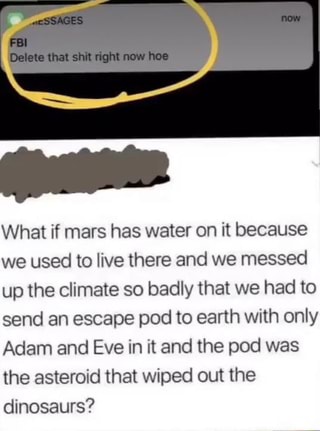 MESSAGES
now
FBI
Delete that shit right now hoe
What if mars has water on it because
we used to live there and we messed
up the climate so badly that we had to
send an escape pod to earth with only
Adam and Eve in it and the pod was
the asteroid that wiped out the
dinosaurs?